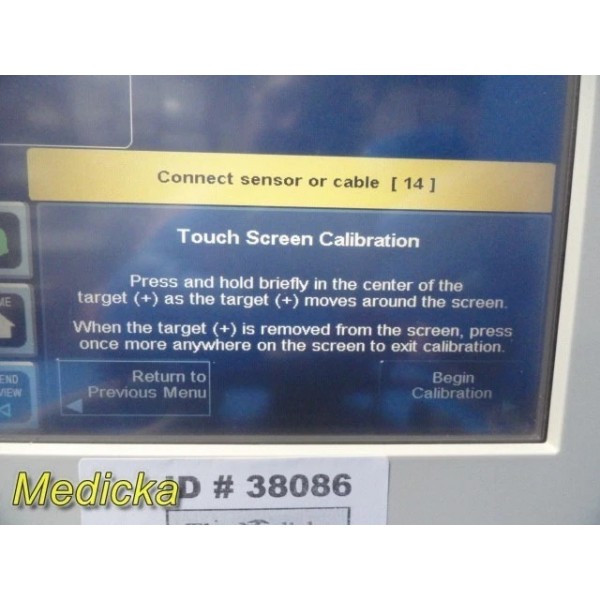 Connect sensor or cable [ 14 ]
Touch Screen Calibration
Press and hold briefly in the center of the
target (+) as the target (+) moves around the screen.
When the target (+) is removed from the screen, press
once more anywhere on the screen to exit calibration.
Return to
Previous Menu
Begin
Calibration
Medicka
ID # 38086